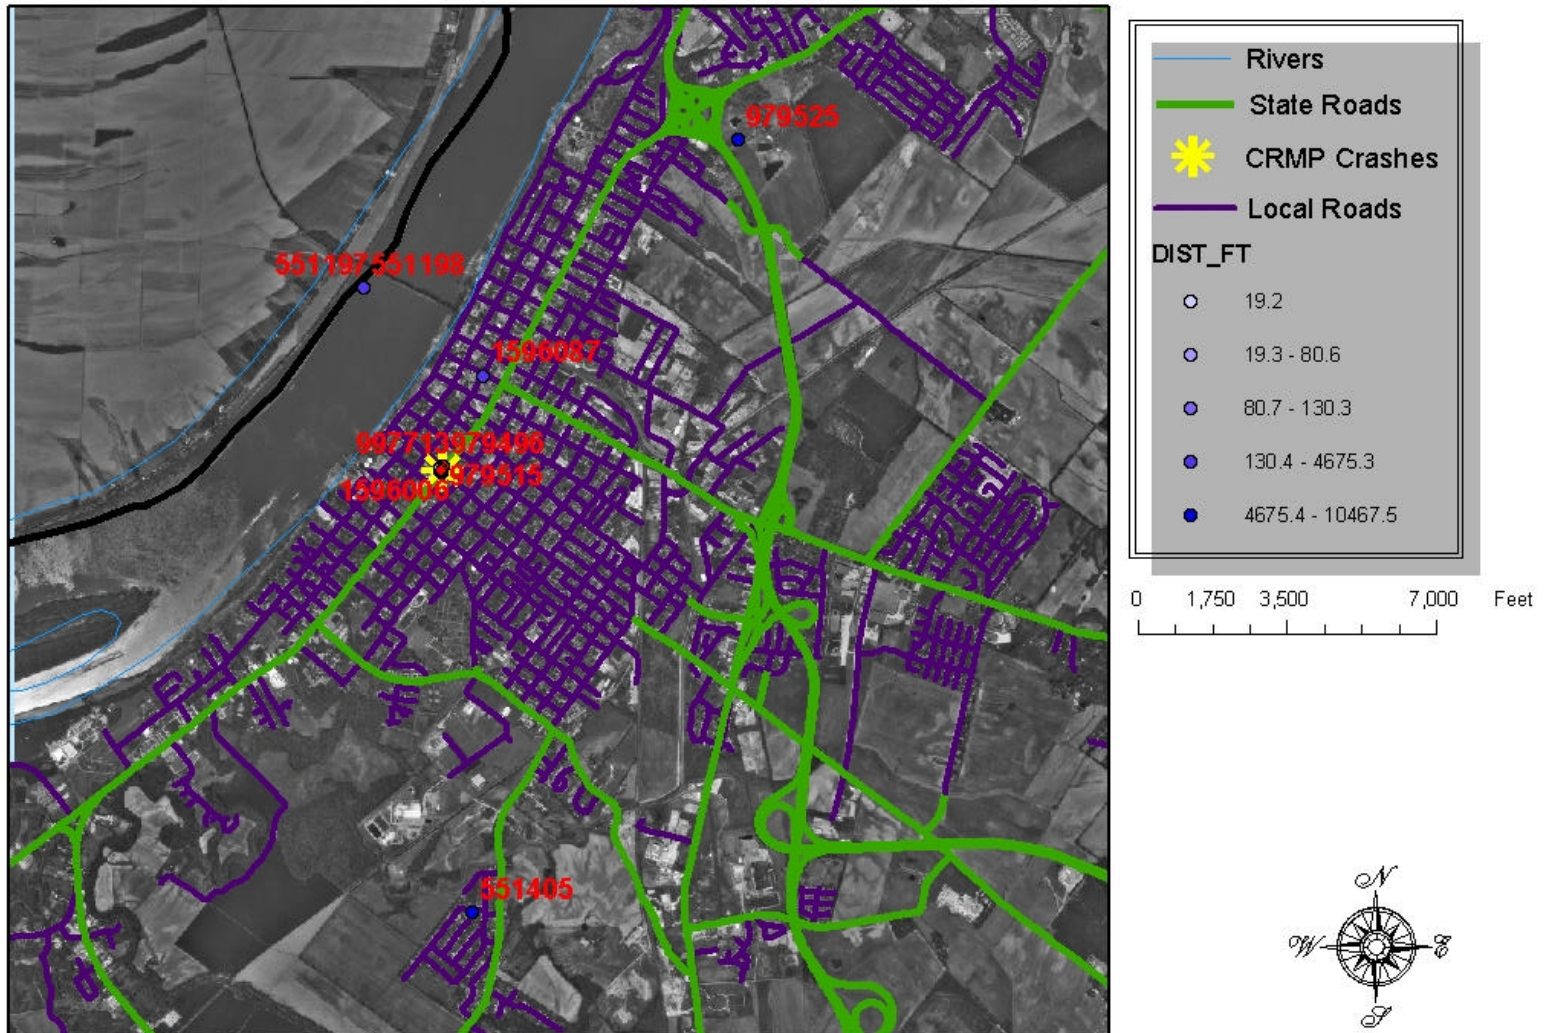 979525
551197551198
1596087
997713979496
979515
1596006
551405
Rivers
State Roads
CRMP Crashes
Local Roads
DIST_FT
19.2
19.3 - 80.6
80.7 - 130.3
130.4 - 4675.3
4675.4 - 10467.5
0 1,750 3,500 7,000 Feet
N
W E
S